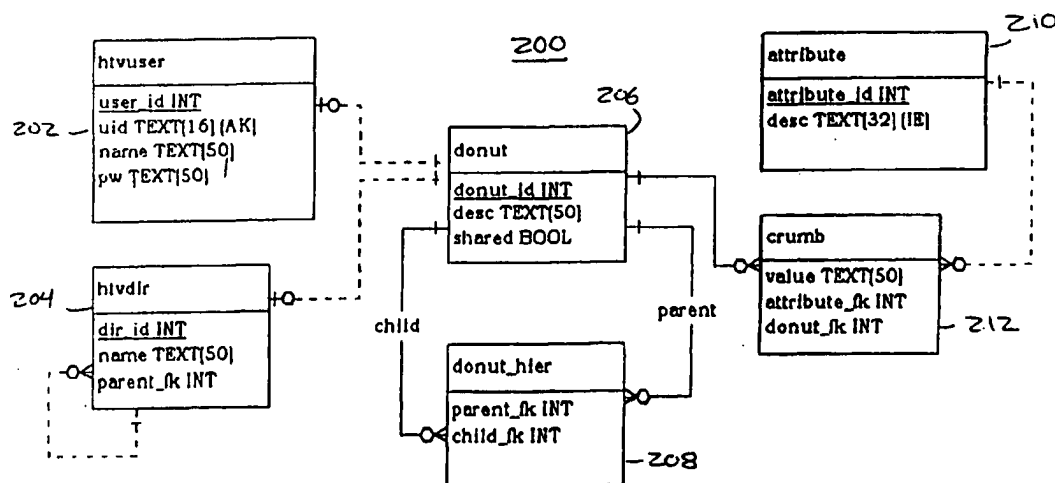 200
htvuser
user_id INT
uid TEXT[16] (AK)
name TEXT[50]
pw TEXT[50]
202
htvdir
dir_id INT
name TEXT[50]
parent_fk INT
204
206
donut
donut_id INT
desc TEXT[50]
shared BOOL
child
parent
donut_hier
parent_fk INT
child_fk INT
208
210
attribute
attribute_id INT
desc TEXT[32] (IE)
crumb
value TEXT[50]
attribute_fk INT
donut_fk INT
212